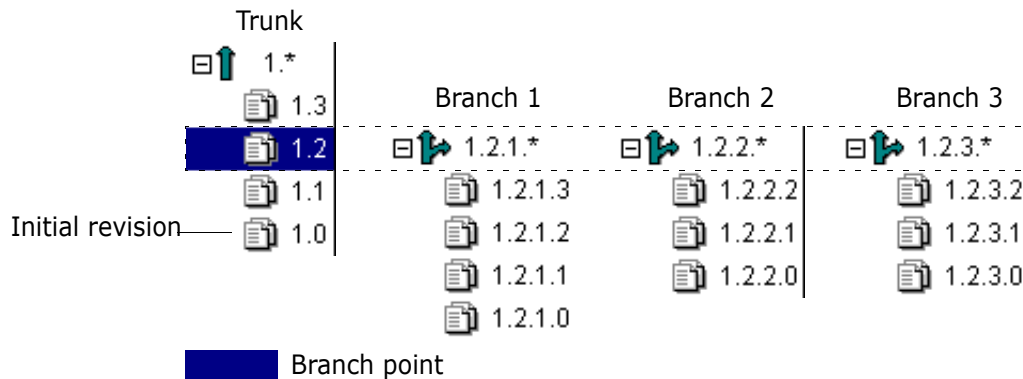 Trunk
1.*
1.3 Branch 1 Branch 2 Branch 3
1.2 1.2.1.* 1.2.2.* 1.2.3.*
1.1 1.2.1.3 1.2.2.2 1.2.3.2
Initial revision 1.0 1.2.1.2 1.2.2.1 1.2.3.1
1.2.1.1 1.2.2.0 1.2.3.0
1.2.1.0
Branch point